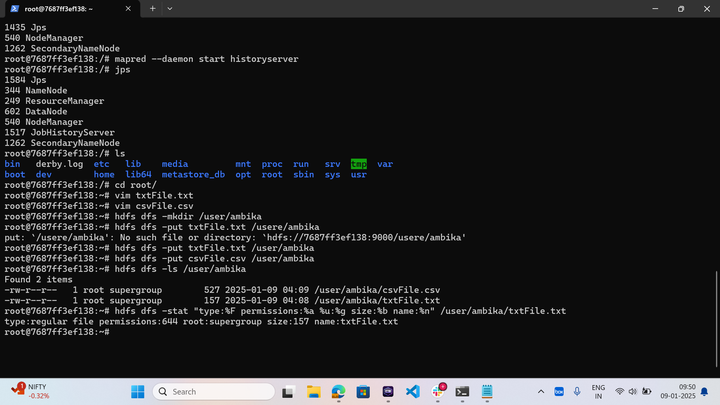 root@7687ff3ef138: ~
1435 Jps
540 NodeManager
1262 SecondaryNameNode
root@7687ff3ef138:/# mapred --daemon start historyserver
root@7687ff3ef138:/# jps
1584 Jps
344 NameNode
249 ResourceManager
602 DataNode
540 NodeManager
1517 JobHistoryServer
1262 SecondaryNameNode
root@7687ff3ef138:/# ls
bin derby.log etc lib media mnt proc run srv tmp var
boot dev home lib64 metastore_db opt root sbin sys usr
root@7687ff3ef138:/# cd root/
root@7687ff3ef138:~# vim txtFile.txt
root@7687ff3ef138:~# vim csvFile.csv
root@7687ff3ef138:~# hdfs dfs -mkdir /user/ambika
root@7687ff3ef138:~# hdfs dfs -put txtFile.txt /usere/ambika
put: `/usere/ambika': No such file or directory: `hdfs://7687ff3ef138:9000/usere/ambika'
root@7687ff3ef138:~# hdfs dfs -put txtFile.txt /user/ambika
root@7687ff3ef138:~# hdfs dfs -put csvFile.csv /user/ambika
root@7687ff3ef138:~# hdfs dfs -ls /user/ambika
Found 2 items
-rw-r--r-- 1 root supergroup 527 2025-01-09 04:09 /user/ambika/csvFile.csv
-rw-r--r-- 1 root supergroup 157 2025-01-09 04:08 /user/ambika/txtFile.txt
root@7687ff3ef138:~# hdfs dfs -stat "type:%F permissions:%a %u:%g size:%b name:%n" /user/ambika/txtFile.txt
type:regular file permissions:644 root:supergroup size:157 name:txtFile.txt
root@7687ff3ef138:~#
1 NIFTY
-0.32%
Search
ENG
IN
09:50
09-01-2025